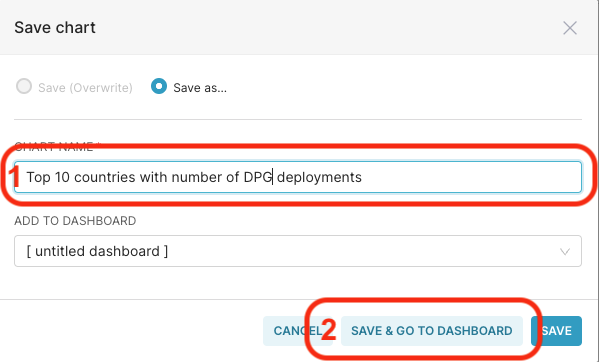 Save chart
Save (Overwrite)
Save as...
CHART NAME *
1
Top 10 countries with number of DPG deployments
ADD TO DASHBOARD
[ untitled dashboard ]
CANCEL 2 SAVE & GO TO DASHBOARD SAVE